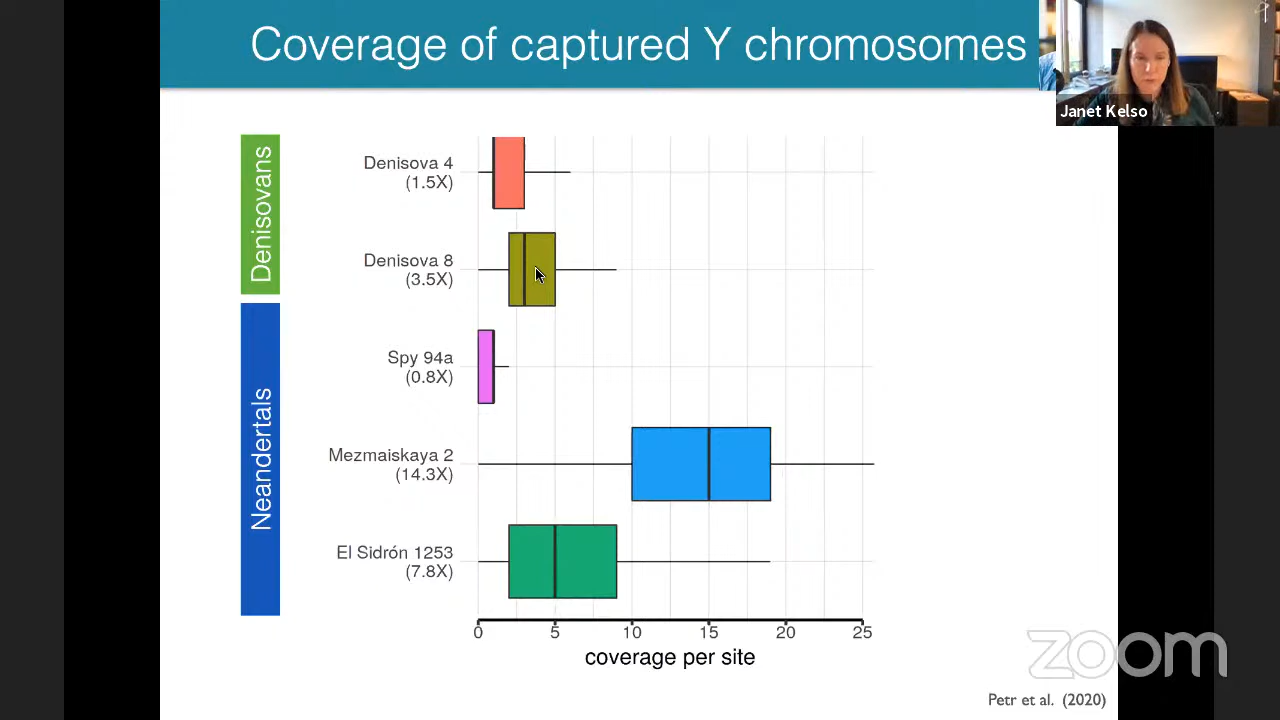 Coverage of captured Y chromosomes
Janet Kelso
Denisovans
Denisova 4
(1.5X)
Denisova 8
(3.5X)
Neandertals
Spy 94a
(0.8X)
Mezmaiskaya 2
(14.3X)
El Sidrón 1253
(7.8X)
0 5 10 15 20 25
coverage per site
zoom
Petr et al. (2020)